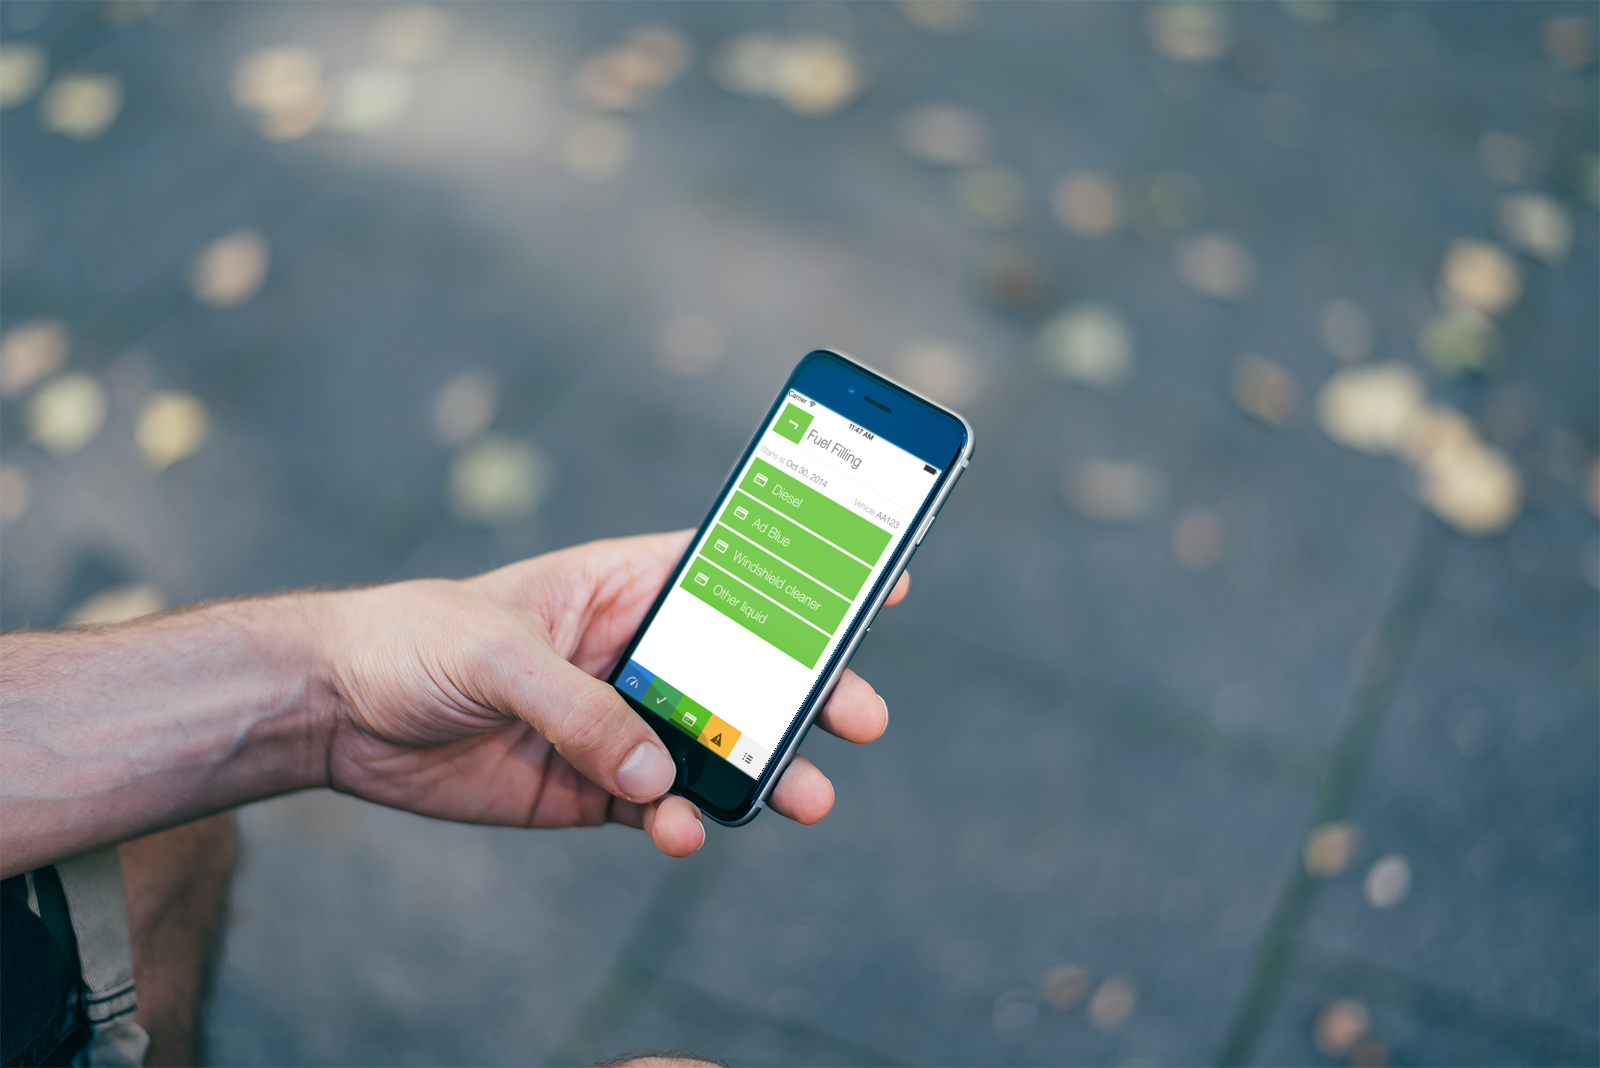 Carrier
11:47 AM
Fuel Filling
Starts at Oct 30, 2014
Vehicle AA123
Diesel
Ad Blue
Windshield cleaner
Other liquid